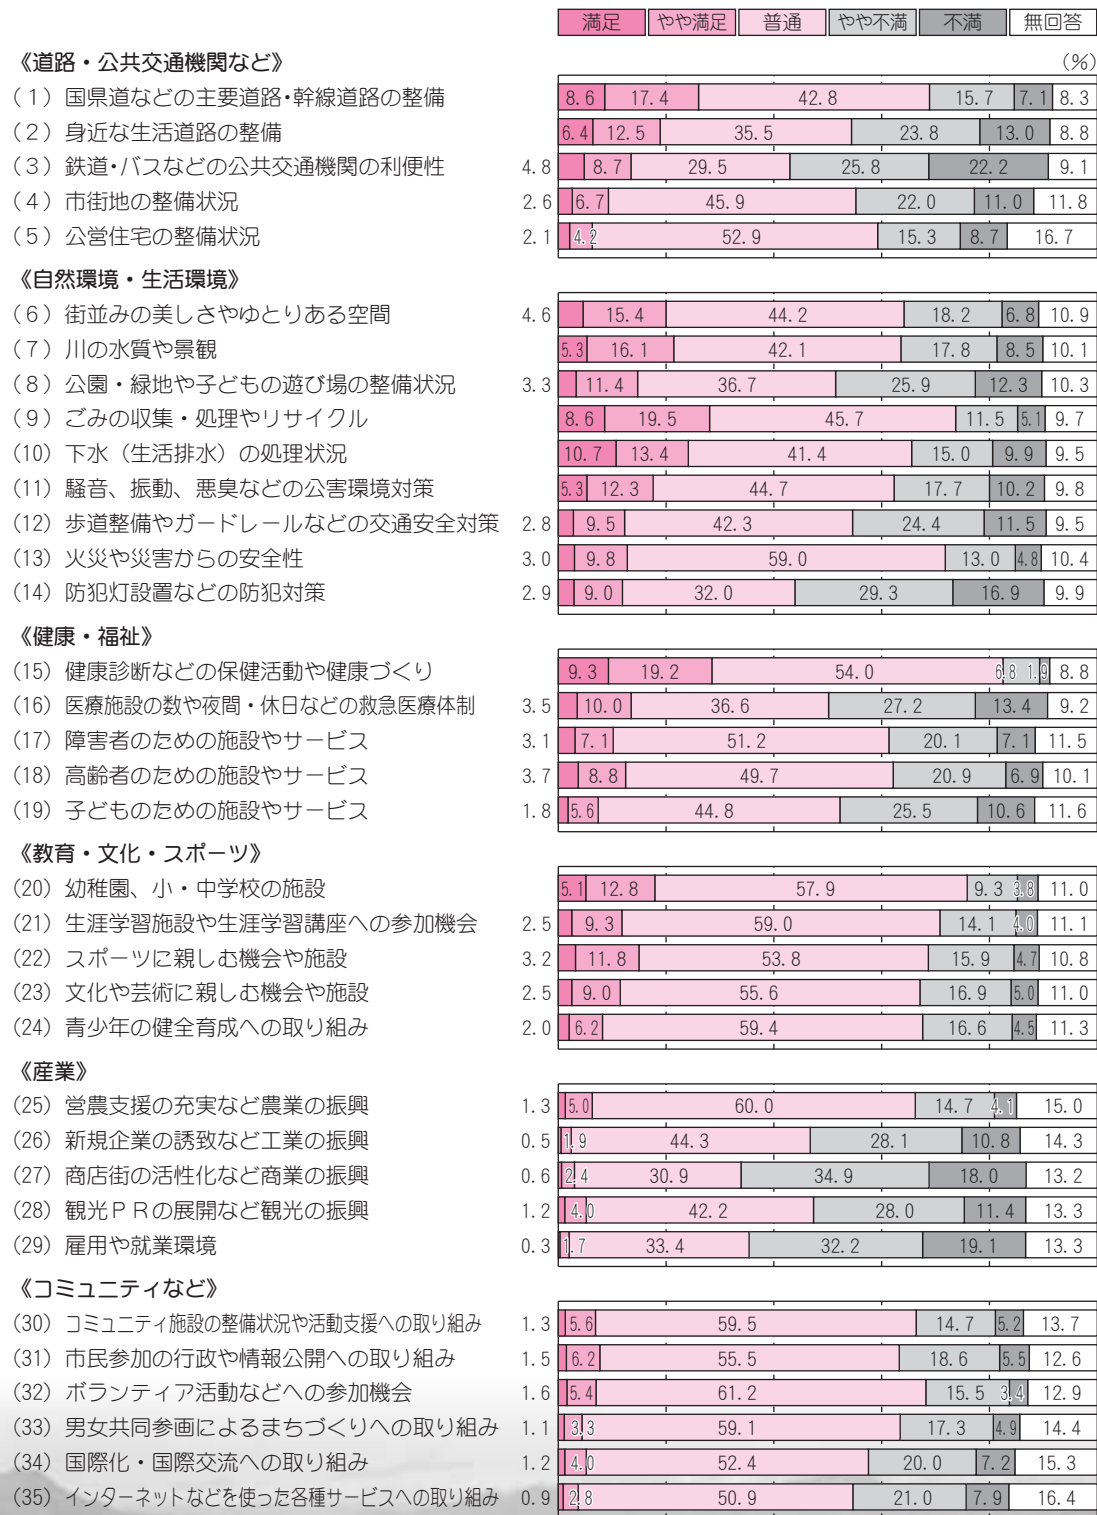 満足 やや満足 普通 やや不満 不満 無回答
《道路・公共交通機関など》 (%)
(1) 国県道などの主要道路・幹線道路の整備 8.6 17.4 42.8 15.7 7.1 8.3
(2) 身近な生活道路の整備 6.4 12.5 35.5 23.8 13.0 8.8
(3) 鉄道・バスなどの公共交通機関の利便性 4.8 8.7 29.5 25.8 22.2 9.1
(4) 市街地の整備状況 2.6 6.7 45.9 22.0 11.0 11.8
(5) 公営住宅の整備状況 2.1 4.2 52.9 15.3 8.7 16.7
《自然環境・生活環境》
(6) 街並みの美しさやゆとりある空間 4.6 15.4 44.2 18.2 6.8 10.9
(7) 川の水質や景観 5.3 16.1 42.1 17.8 8.5 10.1
(8) 公園・緑地や子どもの遊び場の整備状況 3.3 11.4 36.7 25.9 12.3 10.3
(9) ごみの収集・処理やリサイクル 8.6 19.5 45.7 11.5 5.1 9.7
(10) 下水（生活排水）の処理状況 10.7 13.4 41.4 15.0 9.9 9.5
(11) 騒音、振動、悪臭などの公害環境対策 5.3 12.3 44.7 17.7 10.2 9.8
(12) 歩道整備やガードレールなどの交通安全対策 2.8 9.5 42.3 24.4 11.5 9.5
(13) 火災や災害からの安全性 3.0 9.8 59.0 13.0 4.8 10.4
(14) 防犯灯設置などの防犯対策 2.9 9.0 32.0 29.3 16.9 9.9
《健康・福祉》
(15) 健康診断などの保健活動や健康づくり 9.3 19.2 54.0 6.8 1.9 8.8
(16) 医療施設の数や夜間・休日などの救急医療体制 3.5 10.0 36.6 27.2 13.4 9.2
(17) 障害者のための施設やサービス 3.1 7.1 51.2 20.1 7.1 11.5
(18) 高齢者のための施設やサービス 3.7 8.8 49.7 20.9 6.9 10.1
(19) 子どものための施設やサービス 1.8 5.6 44.8 25.5 10.6 11.6
《教育・文化・スポーツ》
(20) 幼稚園、小・中学校の施設 5.1 12.8 57.9 9.3 3.8 11.0
(21) 生涯学習施設や生涯学習講座への参加機会 2.5 9.3 59.0 14.1 4.0 11.1
(22) スポーツに親しむ機会や施設 3.2 11.8 53.8 15.9 4.7 10.8
(23) 文化や芸術に親しむ機会や施設 2.5 9.0 55.6 16.9 5.0 11.0
(24) 青少年の健全育成への取り組み 2.0 6.2 59.4 16.6 4.5 11.3
《産業》
(25) 営農支援の充実など農業の振興 1.3 5.0 60.0 14.7 4.1 15.0
(26) 新規企業の誘致など工業の振興 0.5 1.9 44.3 28.1 10.8 14.3
(27) 商店街の活性化など商業の振興 0.6 2.4 30.9 34.9 18.0 13.2
(28) 観光ＰＲの展開など観光の振興 1.2 4.0 42.2 28.0 11.4 13.3
(29) 雇用や就業環境 0.3 1.7 33.4 32.2 19.1 13.3
《コミュニティなど》
(30) コミュニティ施設の整備状況や活動支援への取り組み 1.3 5.6 59.5 14.7 5.2 13.7
(31) 市民参加の行政や情報公開への取り組み 1.5 6.2 55.5 18.6 5.5 12.6
(32) ボランティア活動などへの参加機会 1.6 5.4 61.2 15.5 3.4 12.9
(33) 男女共同参画によるまちづくりへの取り組み 1.1 3.3 59.1 17.3 4.9 14.4
(34) 国際化・国際交流への取り組み 1.2 4.0 52.4 20.0 7.2 15.3
(35) インターネットなどを使った各種サービスへの取り組み 0.9 2.8 50.9 21.0 7.9 16.4